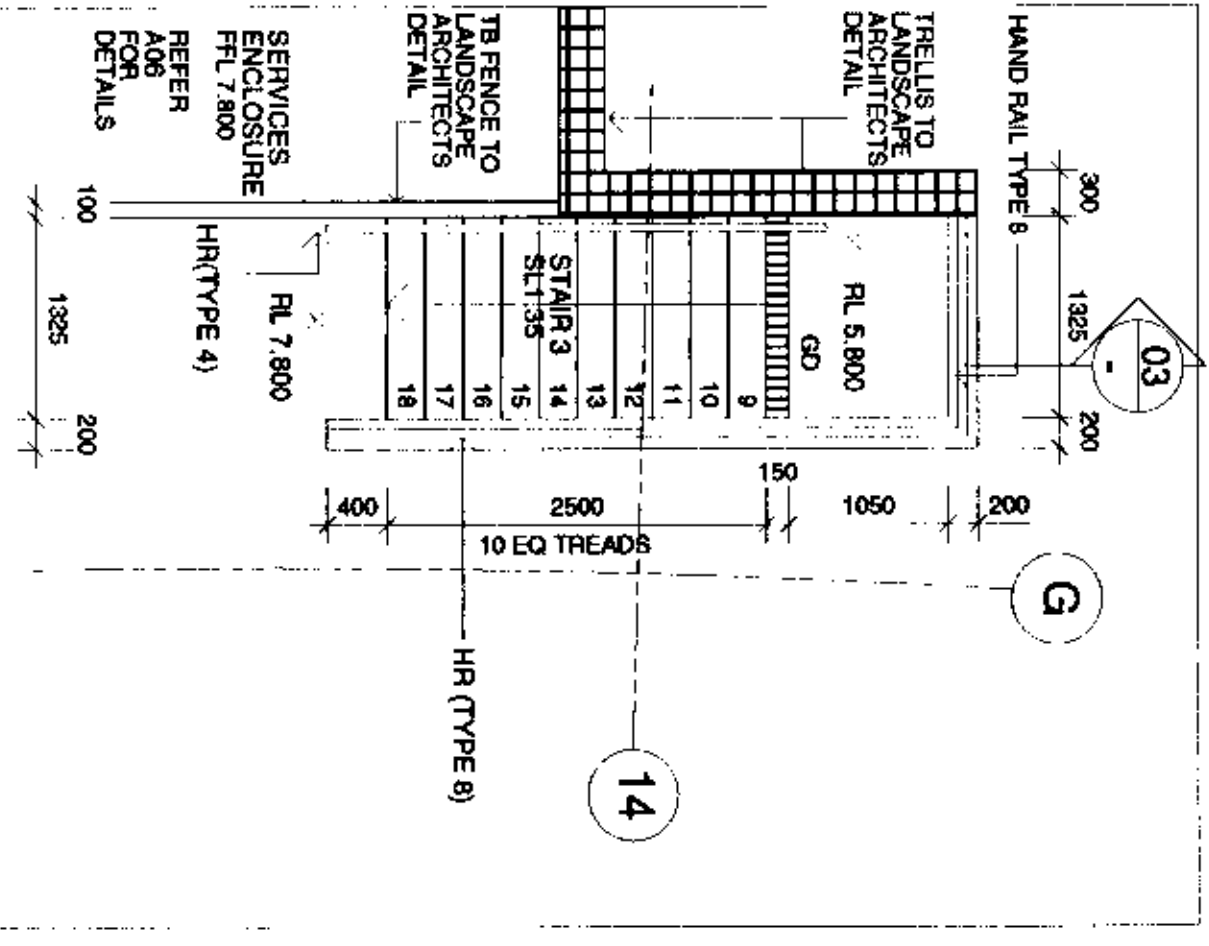 HAND RAIL TYPE 8
TRELLIS TO
LANDSCAPE
ARCHITECTS
DETAIL
TB FENCE TO
LANDSCAPE
ARCHITECTS
DETAIL
SERVICES
ENCLOSURE
FFL 7.800
REFER
A06
FOR
DETAILS
300
1325
200
03
-
RL 5.800
GD
9
10
11
12
13
14
15
16
17
18
STAIR 3
SL1:35
RL 7.800
HR(TYPE 4)
100
1325
200
150
400
2500
1050
200
10 EQ TREADS
G
HR (TYPE 8)
14